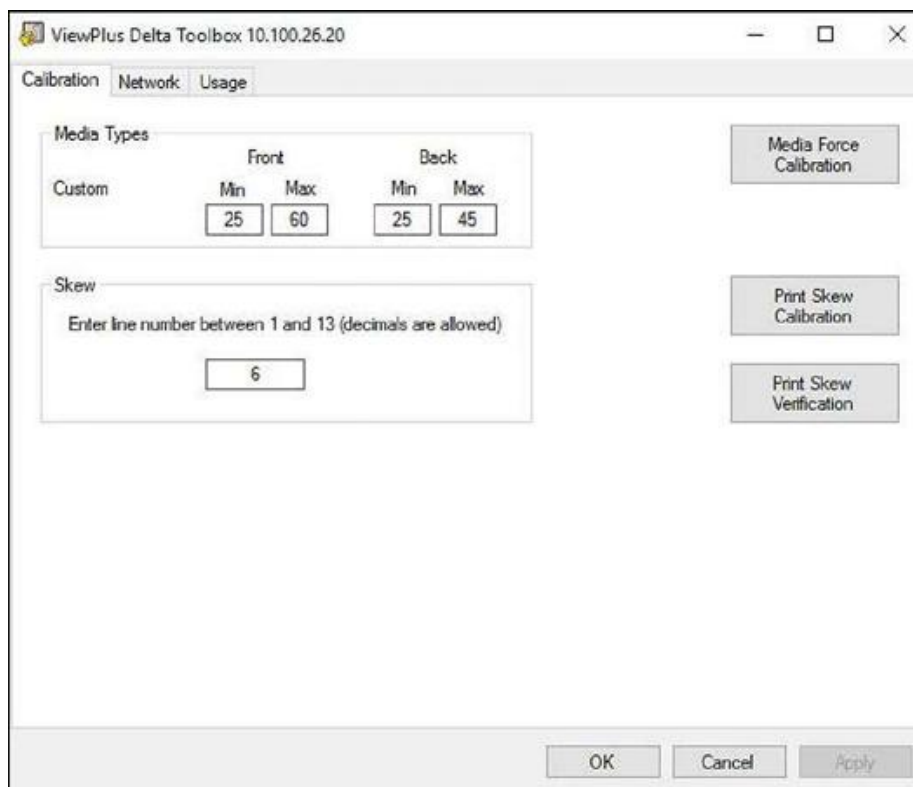 ViewPlus Delta Toolbox 10.100.26.20
Calibration Network Usage
Media Types
Front Back
Custom Min Max Min Max
25 60 25 45
Media Force
Calibration
Skew
Enter line number between 1 and 13 (decimals are allowed)
6
Print Skew
Calibration
Print Skew
Verification
OK Cancel Apply